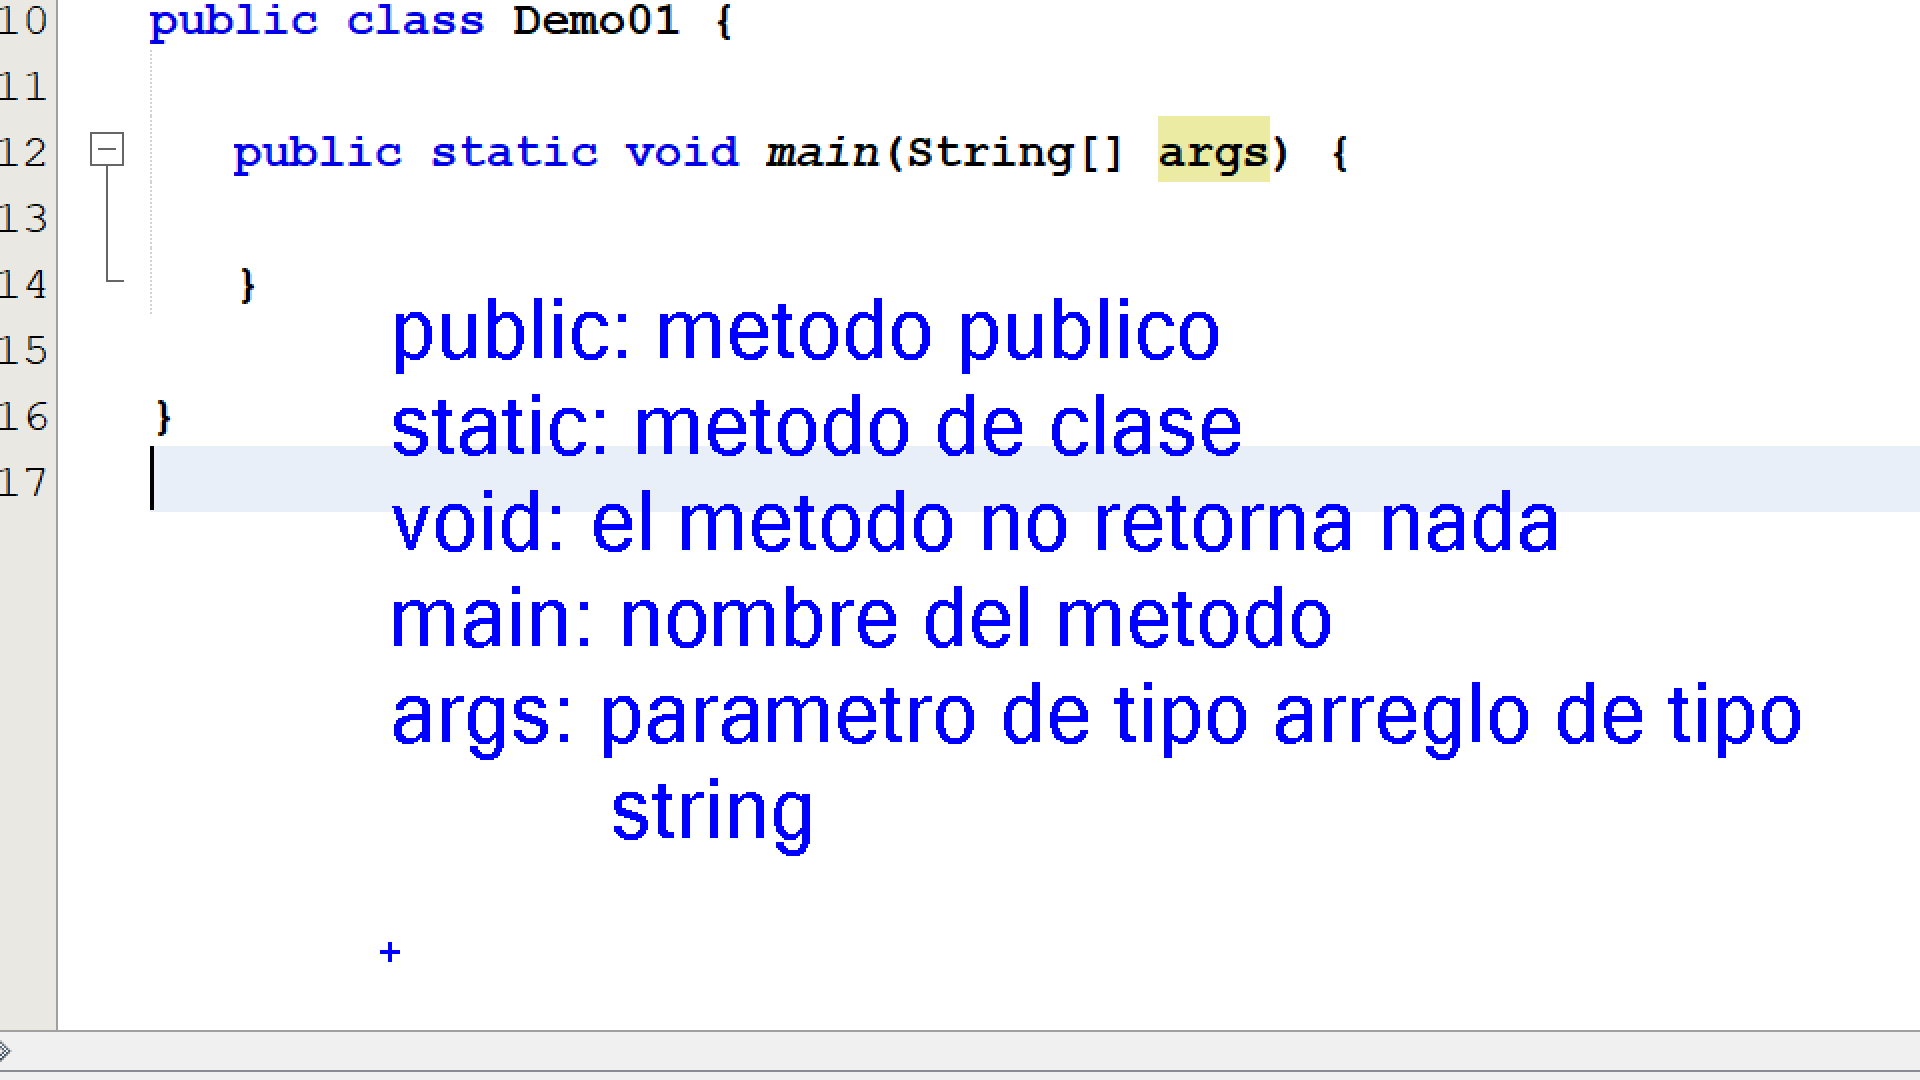 10 public class Demo01 {
11
12 public static void main(String[] args) {
13
14 }
public: metodo publico
15
static: metodo de clase
16 }
17
void: el metodo no retorna nada
main: nombre del metodo
args: parametro de tipo arreglo de tipo
string
+